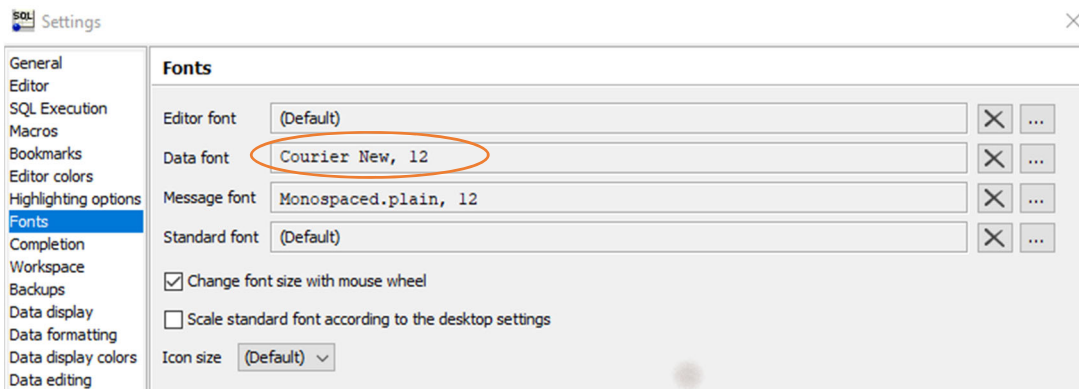 SQL Settings
General
Editor
SQL Execution
Macros
Bookmarks
Editor colors
Highlighting options
Fonts
Completion
Workspace
Backups
Data display
Data formatting
Data display colors
Data editing
Fonts
Editor font (Default) ...
Data font Courier New, 12 ...
Message font Monospaced.plain, 12 ...
Standard font (Default) ...
Change font size with mouse wheel
Scale standard font according to the desktop settings
Icon size (Default)